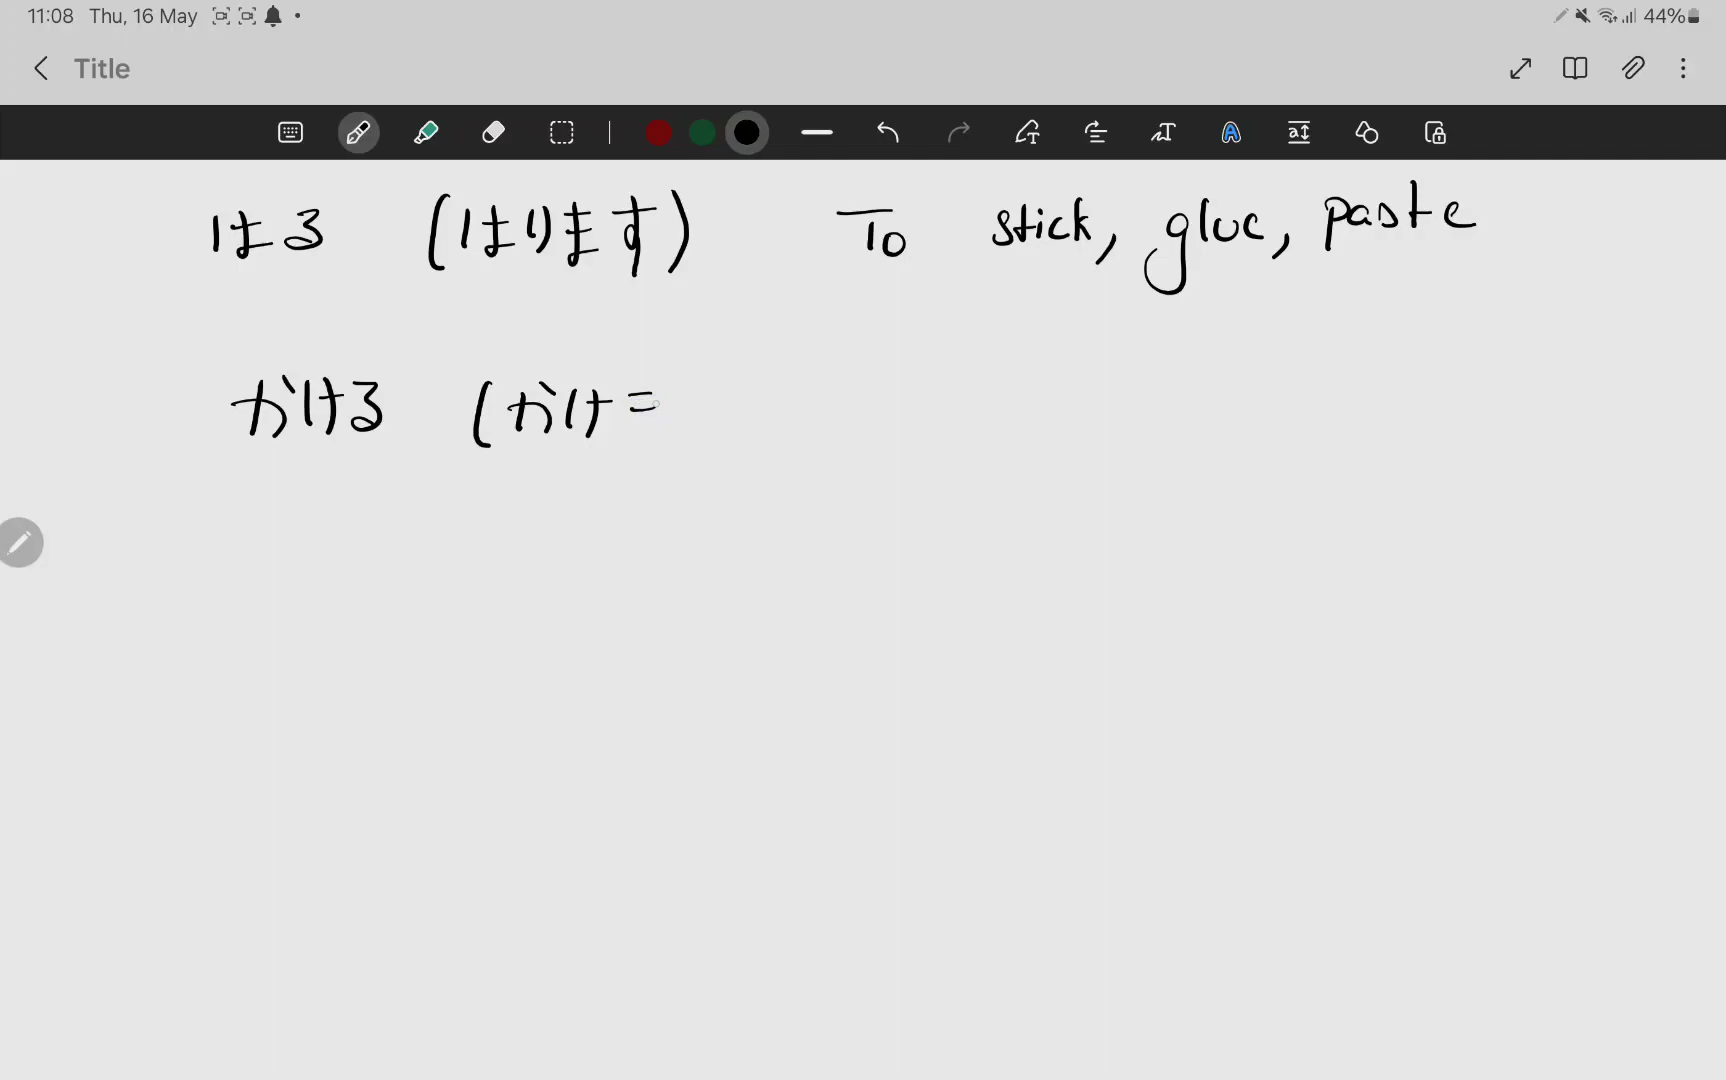 11:08 Thu, 16 May 44%
Title
はる (はります) To stick, glue, paste
かける (かけ=